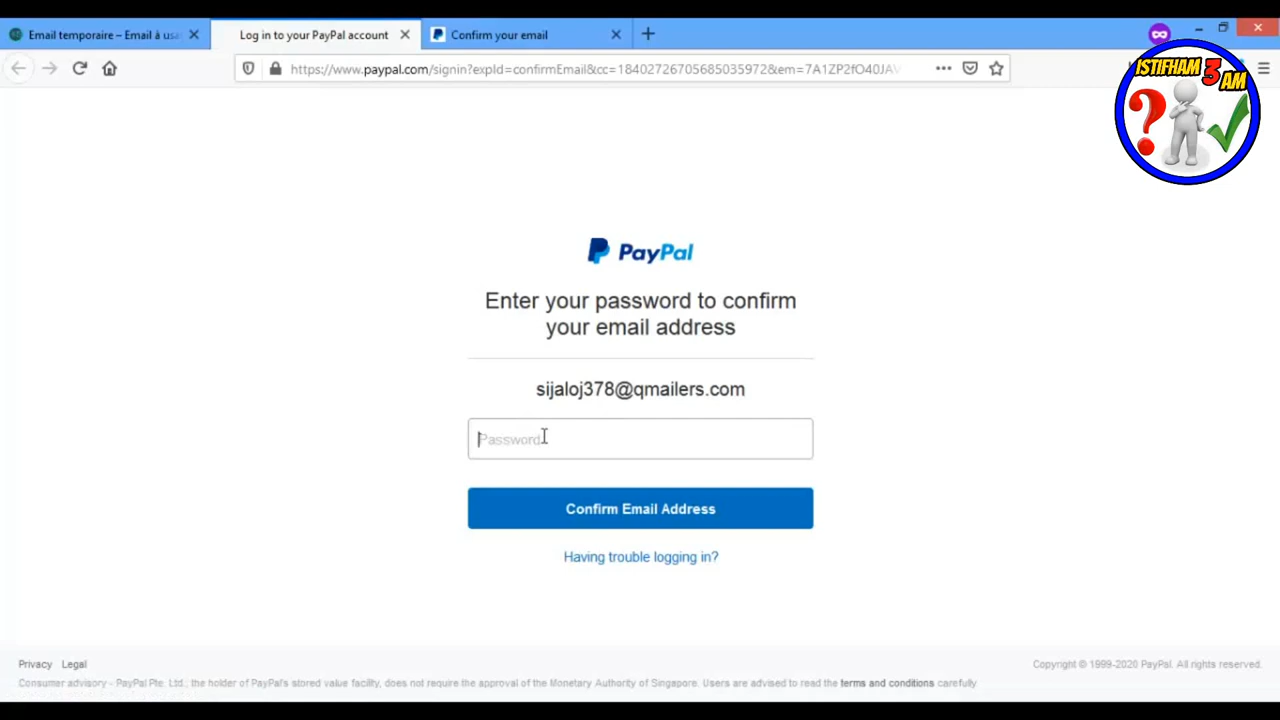 Email temporaire – Email à usa
Log in to your PayPal account
Confirm your email
https://www.paypal.com/signin?expId=confirmEmail&cc=18402726705685035972&em=7A1ZP2fO40JAV
ISTIFHAM 3AM
PayPal
Enter your password to confirm
your email address
sijaloj378@qmailers.com
Password
Confirm Email Address
Having trouble logging in?
Privacy Legal
Copyright © 1999-2020 PayPal. All rights reserved.
Consumer advisory - PayPal Pte. Ltd., the holder of PayPal's stored value facility, does not require the approval of the Monetary Authority of Singapore. Users are advised to read the terms and conditions carefully.